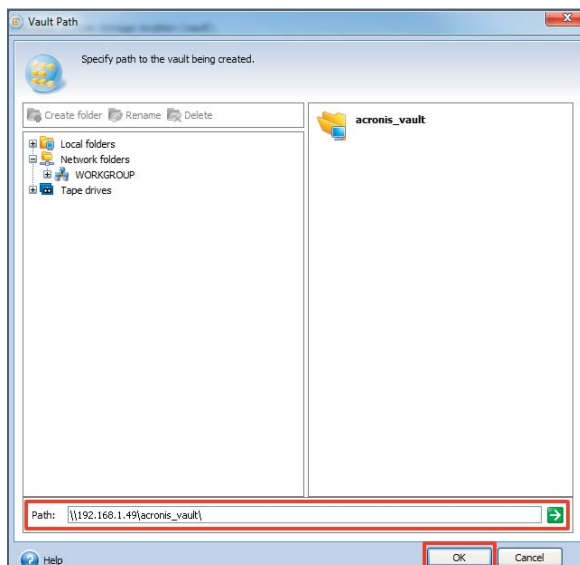 Vault Path
Specify path to the vault being created.
Create folder Rename Delete
acronis_vault
Local folders
Network folders
WORKGROUP
Tape drives
Path: \\192.168.1.49\acronis_vault\
Help OK Cancel